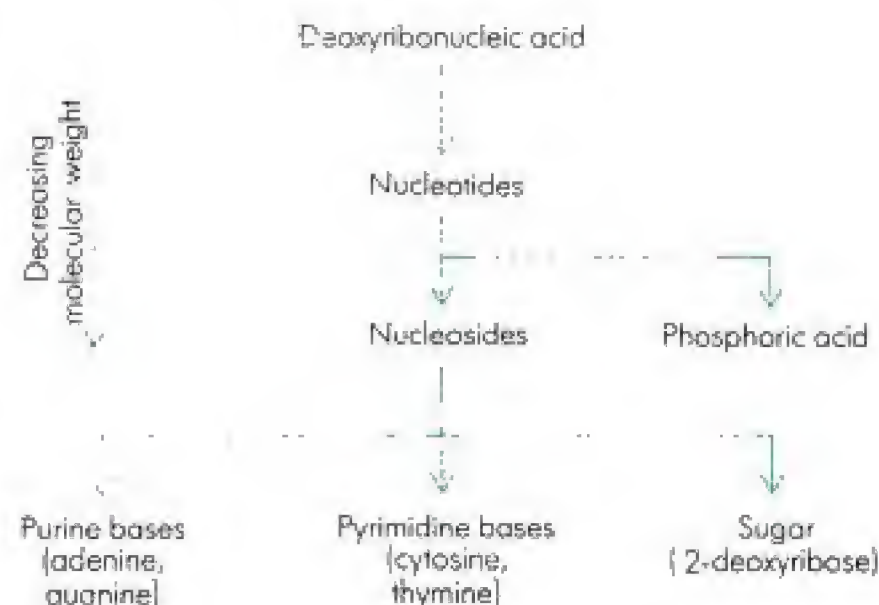 Deoxyribonucleic acid
Decreasing
molecular weight
Nucleotides
Nucleosides
Phosphoric acid
Purine bases
(adenine,
guanine)
Pyrimidine bases
(cytosine,
thymine)
Sugar
( 2-deoxyribose)